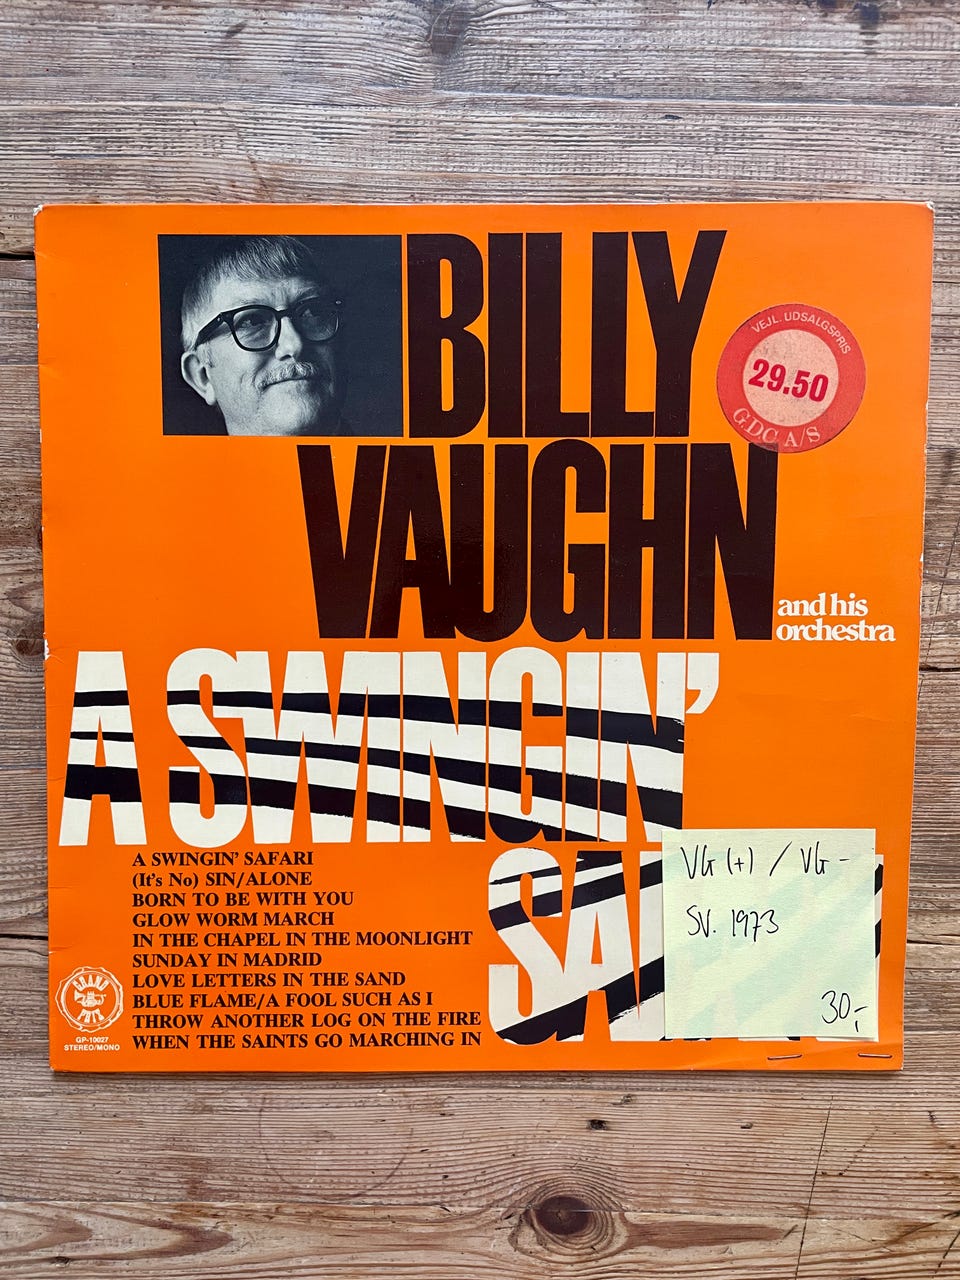 BILLY
VAUGHN
and his
orchestra
VEJL. UDSALGSPRIS
29.50
GDC A/S
A SWINGIN'
VG (+) / VG -
SV. 1973
30,-
A SWINGIN' SAFARI
(It's No) SIN/ALONE
BORN TO BE WITH YOU
GLOW WORM MARCH
IN THE CHAPEL IN THE MOONLIGHT
SUNDAY IN MADRID
LOVE LETTERS IN THE SAND
BLUE FLAME/A FOOL SUCH AS I
THROW ANOTHER LOG ON THE FIRE
WHEN THE SAINTS GO MARCHING IN
GRAND
PRIX
GP-10027
STEREO/MONO